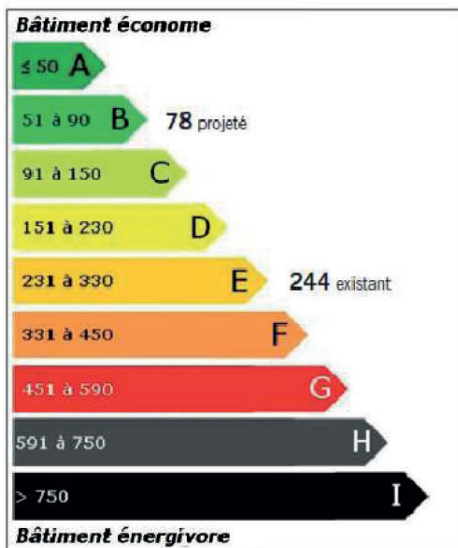 Bâtiment économe
≤ 50 A
51 à 90 B 78 projeté
91 à 150 C
151 à 230 D
231 à 330 E 244 existant
331 à 450 F
451 à 590 G
591 à 750 H
> 750 I
Bâtiment énergivore